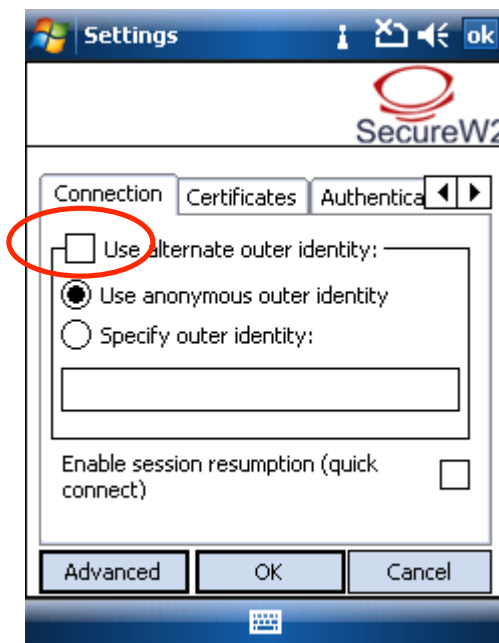 Settings
ok
SecureW2
Connection
Certificates
Authentica
Use alternate outer identity:
Use anonymous outer identity
Specify outer identity:
Enable session resumption (quick
connect)
Advanced
OK
Cancel